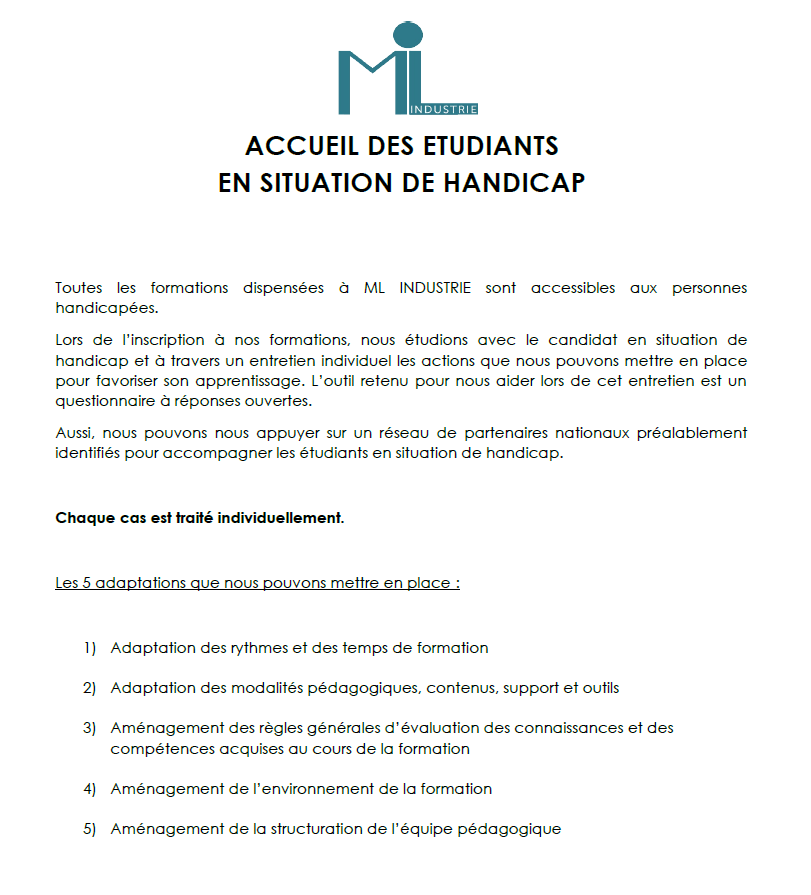 ML
INDUSTRIE
ACCUEIL DES ETUDIANTS
EN SITUATION DE HANDICAP
Toutes les formations dispensées à ML INDUSTRIE sont accessibles aux personnes
handicapées.
Lors de l'inscription à nos formations, nous étudions avec le candidat en situation de
handicap et à travers un entretien individuel les actions que nous pouvons mettre en place
pour favoriser son apprentissage. L'outil retenu pour nous aider lors de cet entretien est un
questionnaire à réponses ouvertes.
Aussi, nous pouvons nous appuyer sur un réseau de partenaires nationaux préalablement
identifiés pour accompagner les étudiants en situation de handicap.
Chaque cas est traité individuellement.
Les 5 adaptations que nous pouvons mettre en place :
1) Adaptation des rythmes et des temps de formation
2) Adaptation des modalités pédagogiques, contenus, support et outils
3) Aménagement des règles générales d'évaluation des connaissances et des
compétences acquises au cours de la formation
4) Aménagement de l'environnement de la formation
5) Aménagement de la structuration de l'équipe pédagogique